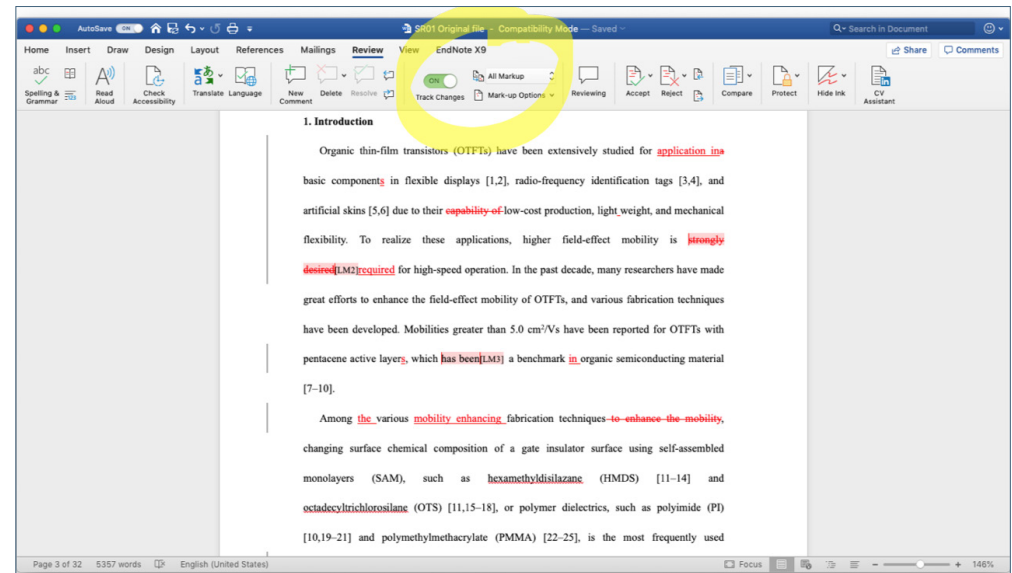 AutoSave ON SR01 Original file – Compatibility Mode — Saved Search in Document
Home Insert Draw Design Layout References Mailings Review View EndNote X9 Share Comments
abc A ON All Markup
Spelling & Grammar Read Aloud Check Accessibility Translate Language New Comment Delete Resolve Track Changes Mark-up Options Reviewing Accept Reject Compare Protect Hide Ink CV Assistant
1. Introduction
Organic thin-film transistors (OTFTs) have been extensively studied for application ina
basic components in flexible displays [1,2], radio-frequency identification tags [3,4], and
artificial skins [5,6] due to their capability of low-cost production, light weight, and mechanical
flexibility. To realize these applications, higher field-effect mobility is strongly
desired[LM2]required for high-speed operation. In the past decade, many researchers have made
great efforts to enhance the field-effect mobility of OTFTs, and various fabrication techniques
have been developed. Mobilities greater than 5.0 cm²/Vs have been reported for OTFTs with
pentacene active layers, which has been[LM3] a benchmark in organic semiconducting material
[7–10].
Among the various mobility enhancing fabrication techniques to enhance the mobility,
changing surface chemical composition of a gate insulator surface using self-assembled
monolayers (SAM), such as hexamethyldisilazane (HMDS) [11–14] and
octadecyltrichlorosilane (OTS) [11,15–18], or polymer dielectrics, such as polyimide (PI)
[10,19–21] and polymethylmethacrylate (PMMA) [22–25], is the most frequently used
Page 3 of 32 5357 words English (United States) Focus 146%